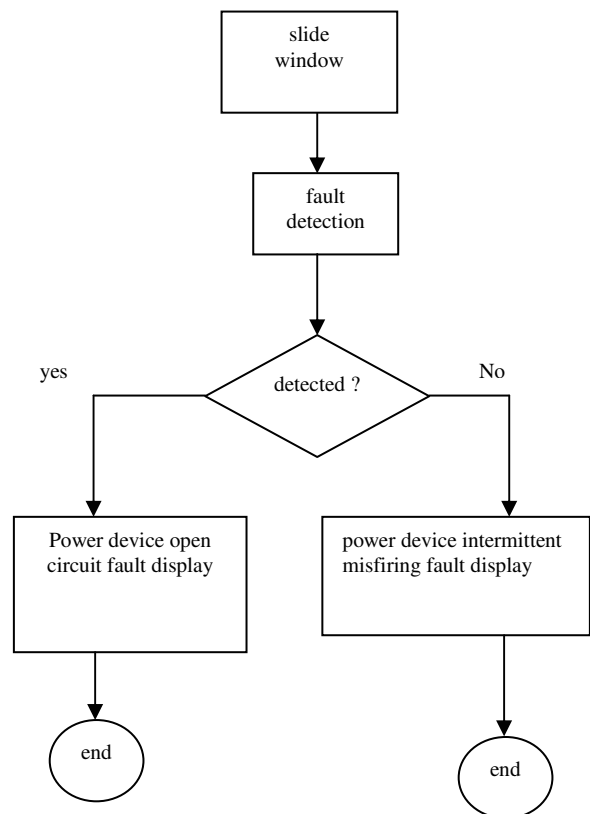 slide
window
fault
detection
detected ?
yes
No
Power device open
circuit fault display
power device intermittent
misfiring fault display
end
end